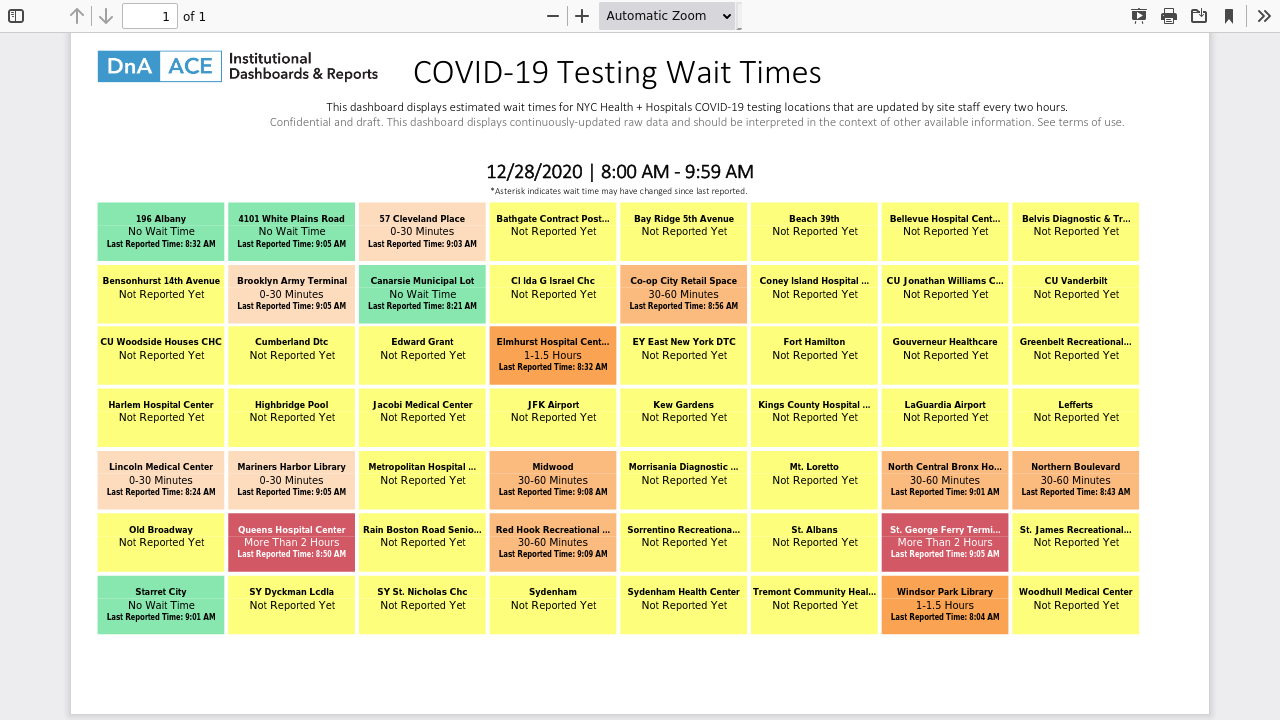 1 of 1 Automatic Zoom
DnA ACE Institutional
Dashboards & Reports
COVID-19 Testing Wait Times
This dashboard displays estimated wait times for NYC Health + Hospitals COVID-19 testing locations that are updated by site staff every two hours.
Confidential and draft. This dashboard displays continuously-updated raw data and should be interpreted in the context of other available information. See terms of use.
12/28/2020 | 8:00 AM - 9:59 AM
*Asterisk indicates wait time may have changed since last reported.
196 Albany
No Wait Time
Last Reported Time: 8:32 AM
4101 White Plains Road
No Wait Time
Last Reported Time: 9:05 AM
57 Cleveland Place
0-30 Minutes
Last Reported Time: 9:03 AM
Bathgate Contract Post...
Not Reported Yet
Bay Ridge 5th Avenue
Not Reported Yet
Beach 39th
Not Reported Yet
Bellevue Hospital Cent...
Not Reported Yet
Belvis Diagnostic & Tr...
Not Reported Yet
Bensonhurst 14th Avenue
Not Reported Yet
Brooklyn Army Terminal
0-30 Minutes
Last Reported Time: 9:05 AM
Canarsie Municipal Lot
No Wait Time
Last Reported Time: 8:21 AM
CI Ida G Israel Chc
Not Reported Yet
Co-op City Retail Space
30-60 Minutes
Last Reported Time: 8:56 AM
Coney Island Hospital ...
Not Reported Yet
CU Jonathan Williams C...
Not Reported Yet
CU Vanderbilt
Not Reported Yet
CU Woodside Houses CHC
Not Reported Yet
Cumberland Dtc
Not Reported Yet
Edward Grant
Not Reported Yet
Elmhurst Hospital Cent...
1-1.5 Hours
Last Reported Time: 8:32 AM
EY East New York DTC
Not Reported Yet
Fort Hamilton
Not Reported Yet
Gouverneur Healthcare
Not Reported Yet
Greenbelt Recreational...
Not Reported Yet
Harlem Hospital Center
Not Reported Yet
Highbridge Pool
Not Reported Yet
Jacobi Medical Center
Not Reported Yet
JFK Airport
Not Reported Yet
Kew Gardens
Not Reported Yet
Kings County Hospital ...
Not Reported Yet
LaGuardia Airport
Not Reported Yet
Lefferts
Not Reported Yet
Lincoln Medical Center
0-30 Minutes
Last Reported Time: 8:24 AM
Mariners Harbor Library
0-30 Minutes
Last Reported Time: 9:05 AM
Metropolitan Hospital ...
Not Reported Yet
Midwood
30-60 Minutes
Last Reported Time: 9:08 AM
Morrisania Diagnostic ...
Not Reported Yet
Mt. Loretto
Not Reported Yet
North Central Bronx Ho...
30-60 Minutes
Last Reported Time: 9:01 AM
Northern Boulevard
30-60 Minutes
Last Reported Time: 8:43 AM
Old Broadway
Not Reported Yet
Queens Hospital Center
More Than 2 Hours
Last Reported Time: 8:50 AM
Rain Boston Road Senio...
Not Reported Yet
Red Hook Recreational ...
30-60 Minutes
Last Reported Time: 9:09 AM
Sorrentino Recreationa...
Not Reported Yet
St. Albans
Not Reported Yet
St. George Ferry Termi...
More Than 2 Hours
Last Reported Time: 9:05 AM
St. James Recreational...
Not Reported Yet
Starret City
No Wait Time
Last Reported Time: 9:01 AM
SY Dyckman Lcdla
Not Reported Yet
SY St. Nicholas Chc
Not Reported Yet
Sydenham
Not Reported Yet
Sydenham Health Center
Not Reported Yet
Tremont Community Heal...
Not Reported Yet
Windsor Park Library
1-1.5 Hours
Last Reported Time: 8:04 AM
Woodhull Medical Center
Not Reported Yet